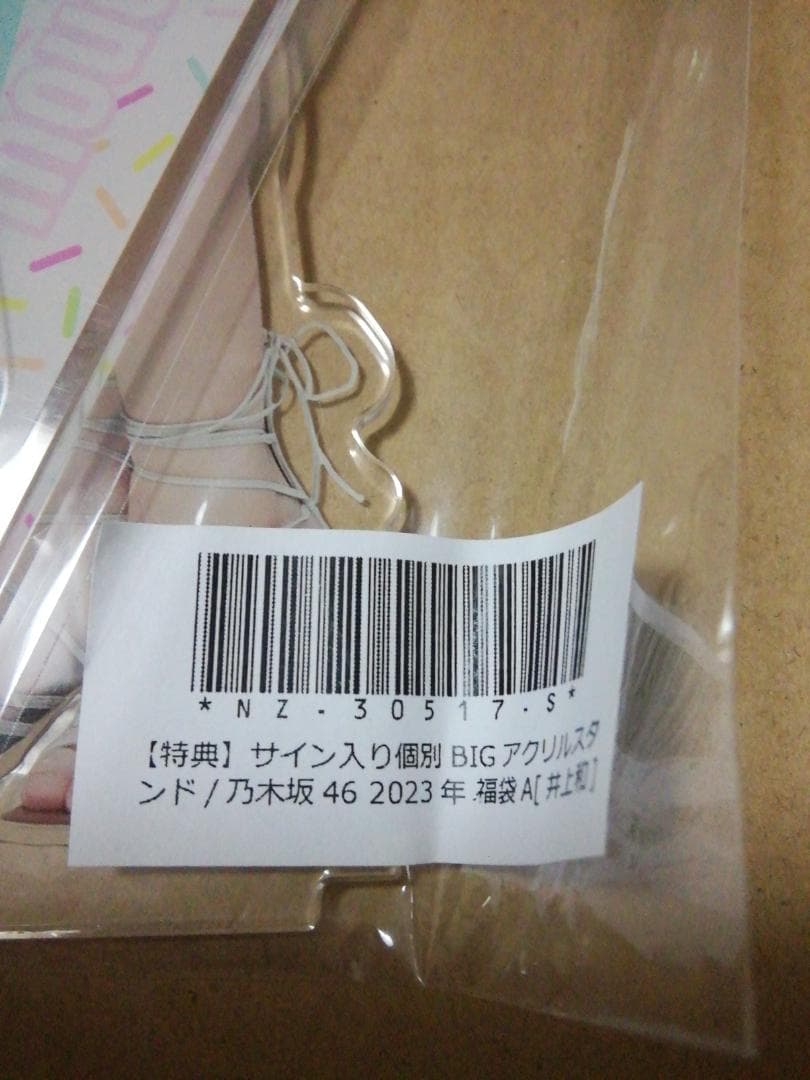 *NZ-30517-S*
【特典】サイン入り個別 BIG アクリルスタ
ンド / 乃木坂 46 2023 年 福袋 A[ 井上和 ]